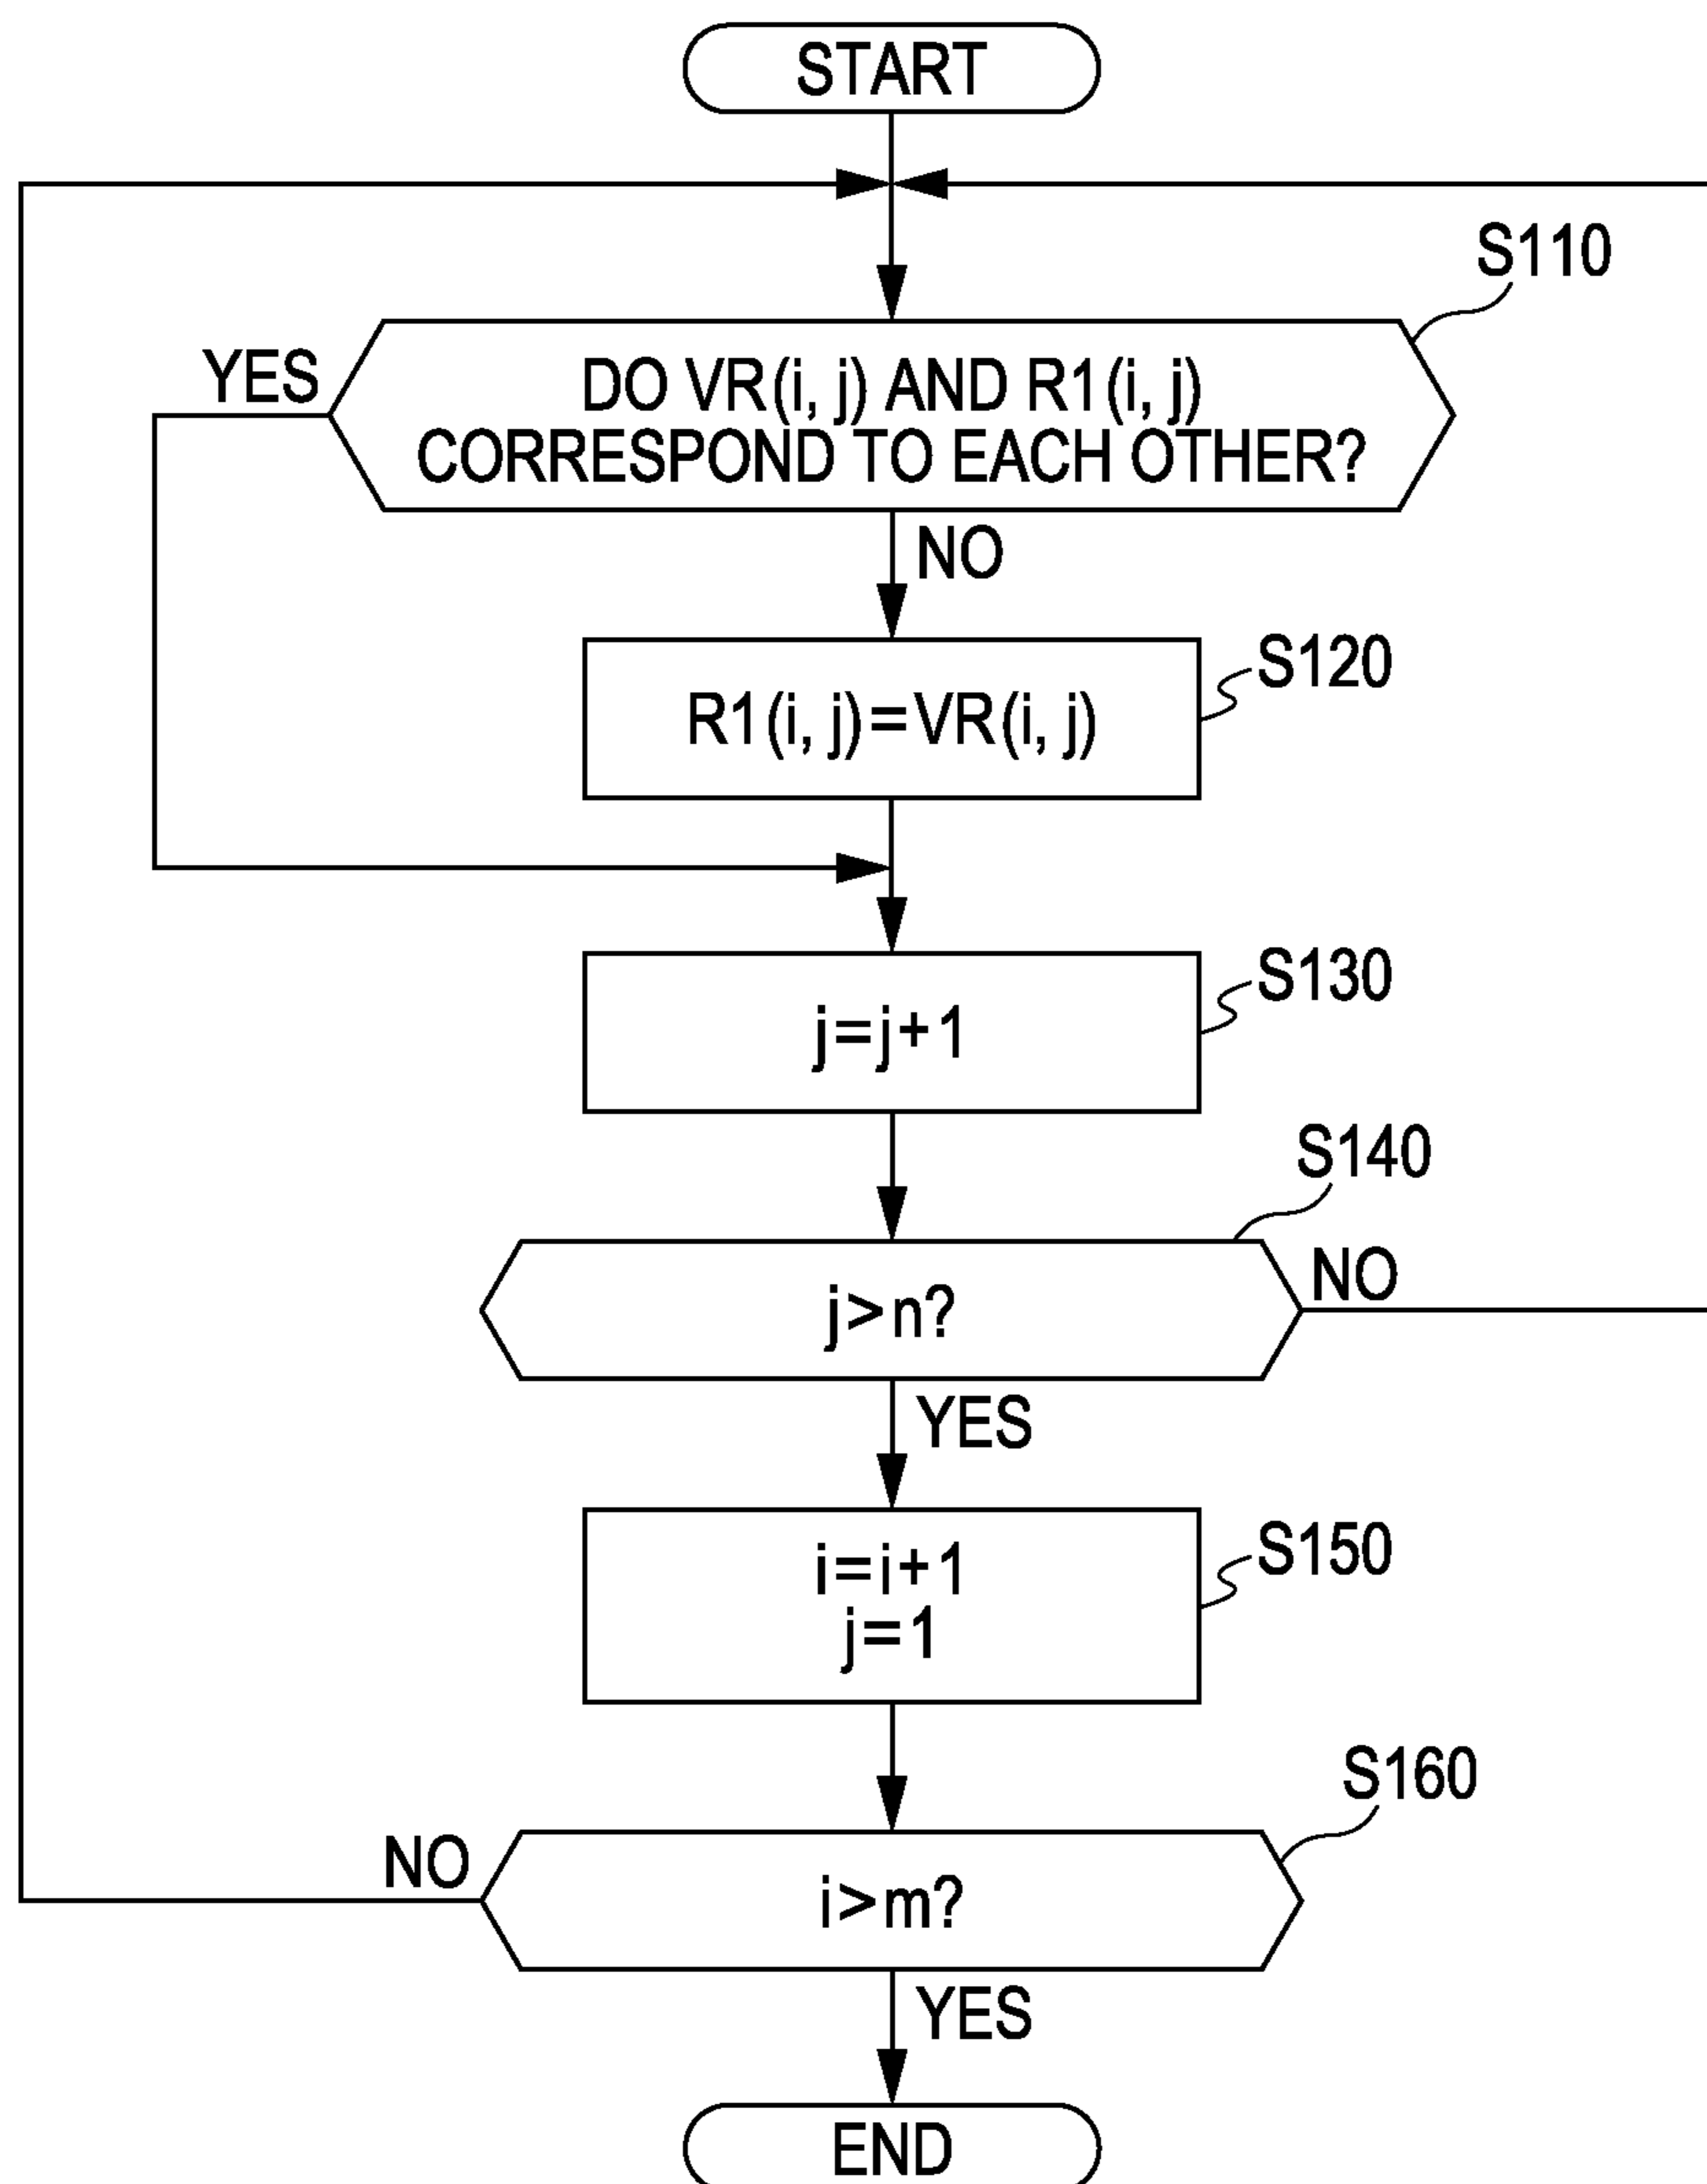 START
S110
YES
DO VR(i, j) AND R1(i, j)
CORRESPOND TO EACH OTHER?
NO
S120
R1(i, j)=VR(i, j)
S130
j=j+1
S140
NO
j>n?
YES
S150
i=i+1
j=1
S160
NO
i>m?
YES
END